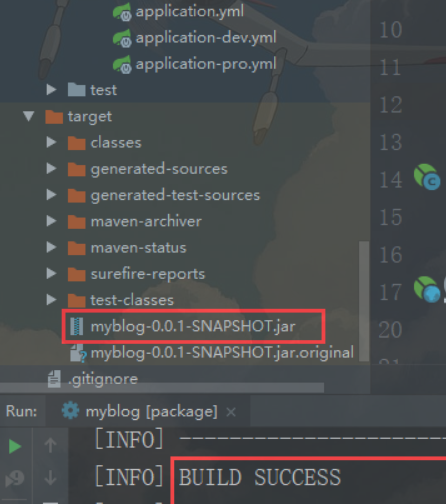 application.yml
application-dev.yml
application-pro.yml
test
target
classes
generated-sources
generated-test-sources
maven-archiver
maven-status
surefire-reports
test-classes
myblog-0.0.1-SNAPSHOT.jar
myblog-0.0.1-SNAPSHOT.jar.original
.gitignore
10
11
12
13
14
15
16
17
20
Run: myblog [package] ×
[INFO] ------------------------
[INFO] BUILD SUCCESS